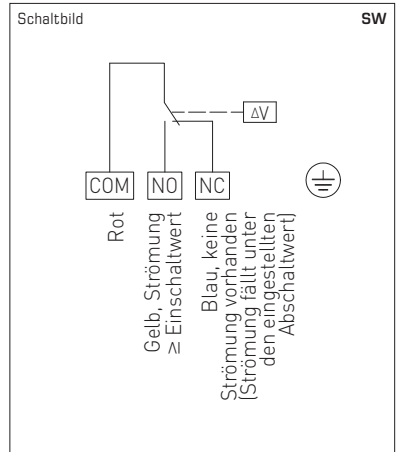 Schaltbild
SW
ΔV
COM
NO
NC
Rot
Gelb, Strömung
≥ Einschaltwert
Blau, keine
Strömung vorhanden
(Strömung fällt unter
den eingestellten
Abschaltwert)